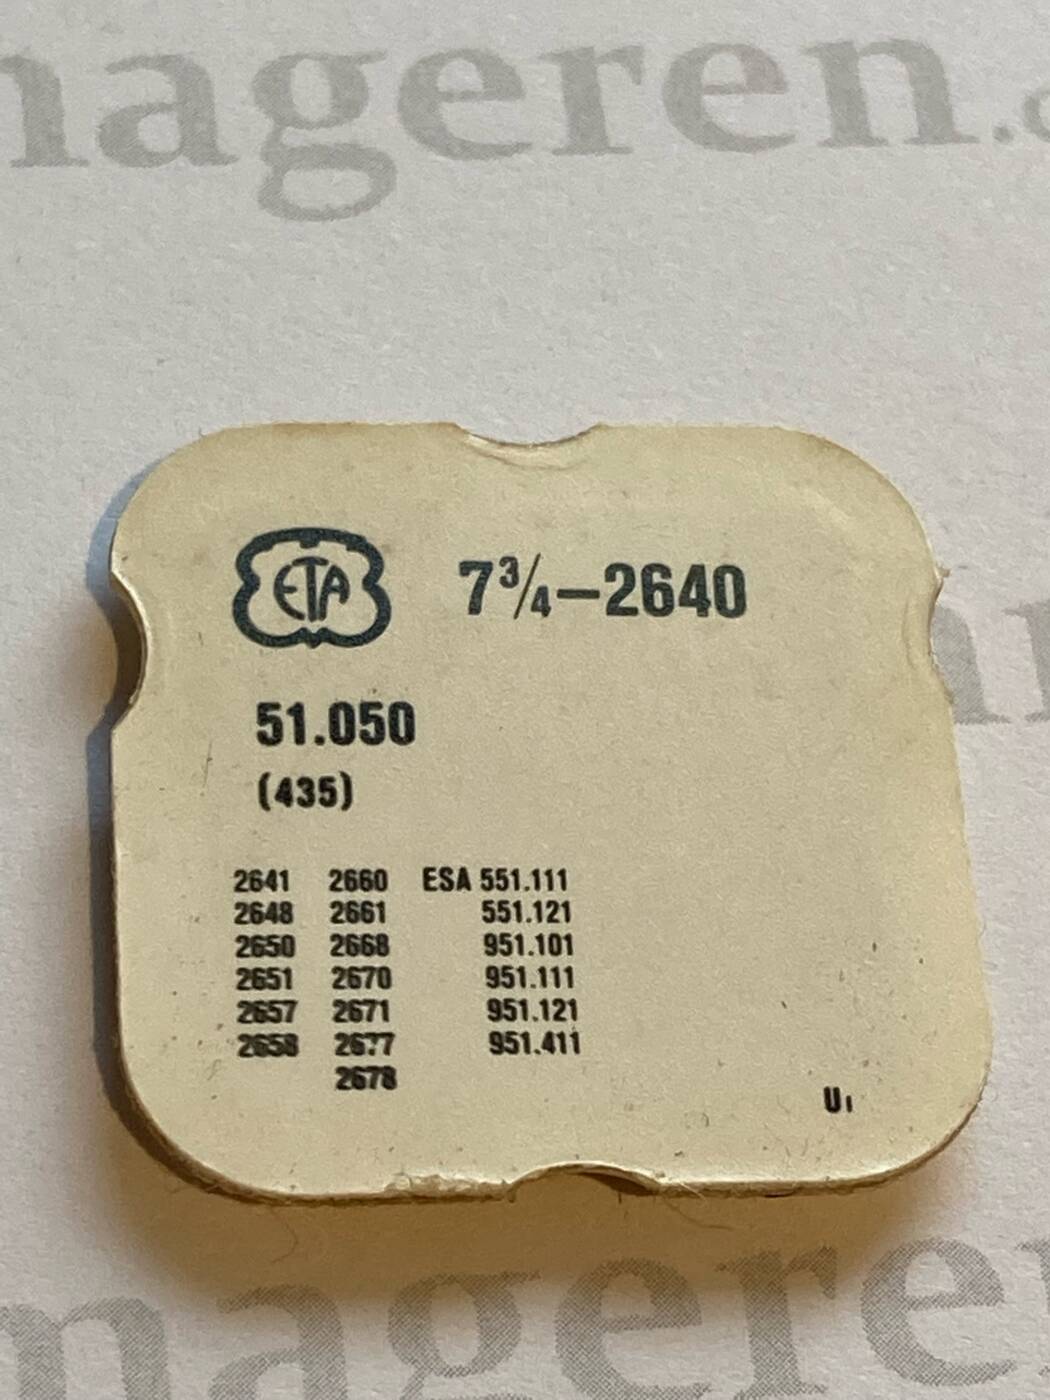 nageren.
ETA 7¾–2640
51.050
(435)
2641 2660 ESA 551.111
2648 2661 551.121
2650 2668 951.101
2651 2670 951.111
2657 2671 951.121
2658 2677 951.411
2678
U₁
mageren